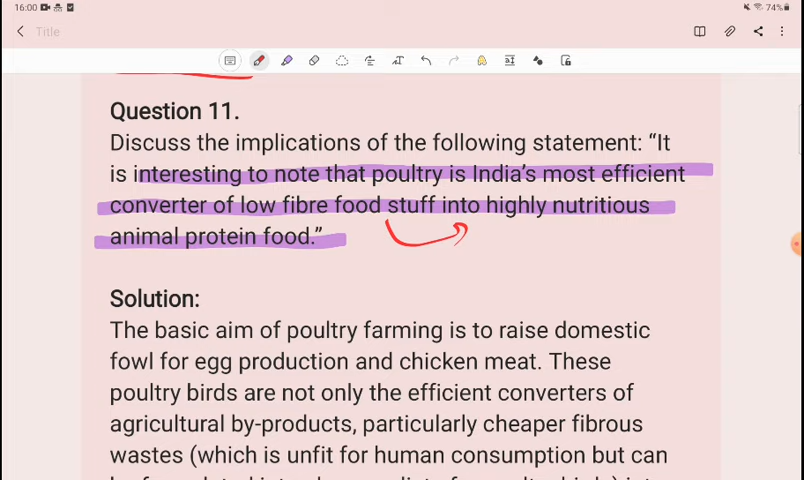 16:00
74%
Title
Question 11.
Discuss the implications of the following statement: “It
is interesting to note that poultry is India’s most efficient
converter of low fibre food stuff into highly nutritious
animal protein food.”
Solution:
The basic aim of poultry farming is to raise domestic
fowl for egg production and chicken meat. These
poultry birds are not only the efficient converters of
agricultural by-products, particularly cheaper fibrous
wastes (which is unfit for human consumption but can